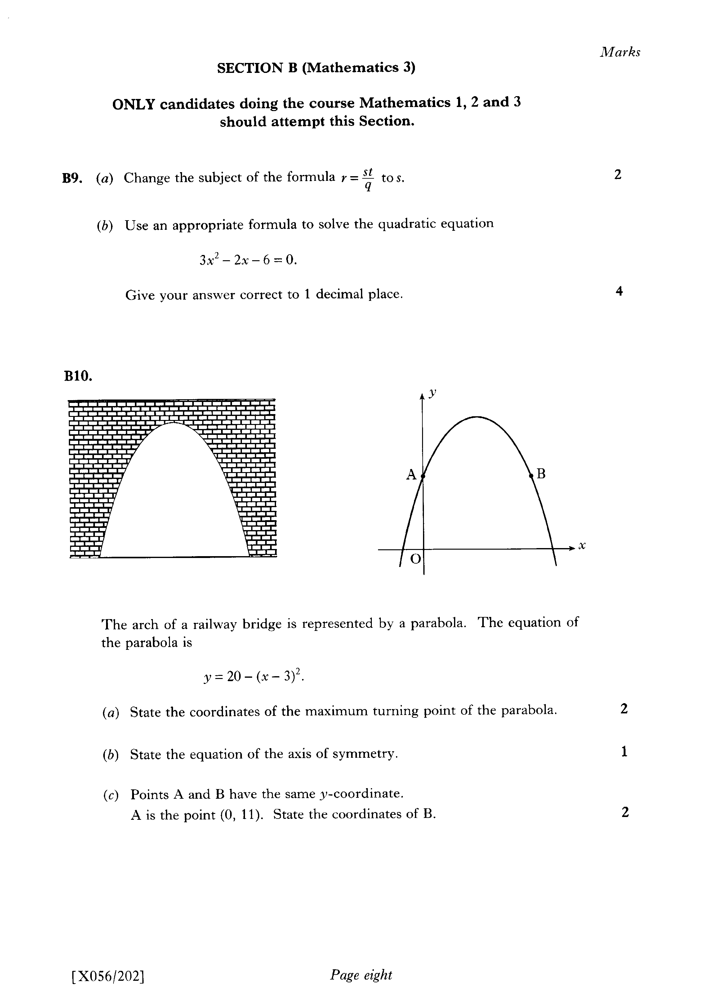 Marks
SECTION B (Mathematics 3)
ONLY candidates doing the course Mathematics 1, 2 and 3
should attempt this Section.
B9. (a) Change the subject of the formula r = st/q to s. 2
(b) Use an appropriate formula to solve the quadratic equation
3x² – 2x – 6 = 0.
Give your answer correct to 1 decimal place. 4
B10.
y
A
B
x
O
The arch of a railway bridge is represented by a parabola. The equation of
the parabola is
y = 20 – (x – 3)².
(a) State the coordinates of the maximum turning point of the parabola. 2
(b) State the equation of the axis of symmetry. 1
(c) Points A and B have the same y-coordinate.
A is the point (0, 11). State the coordinates of B. 2
[X056/202]
Page eight